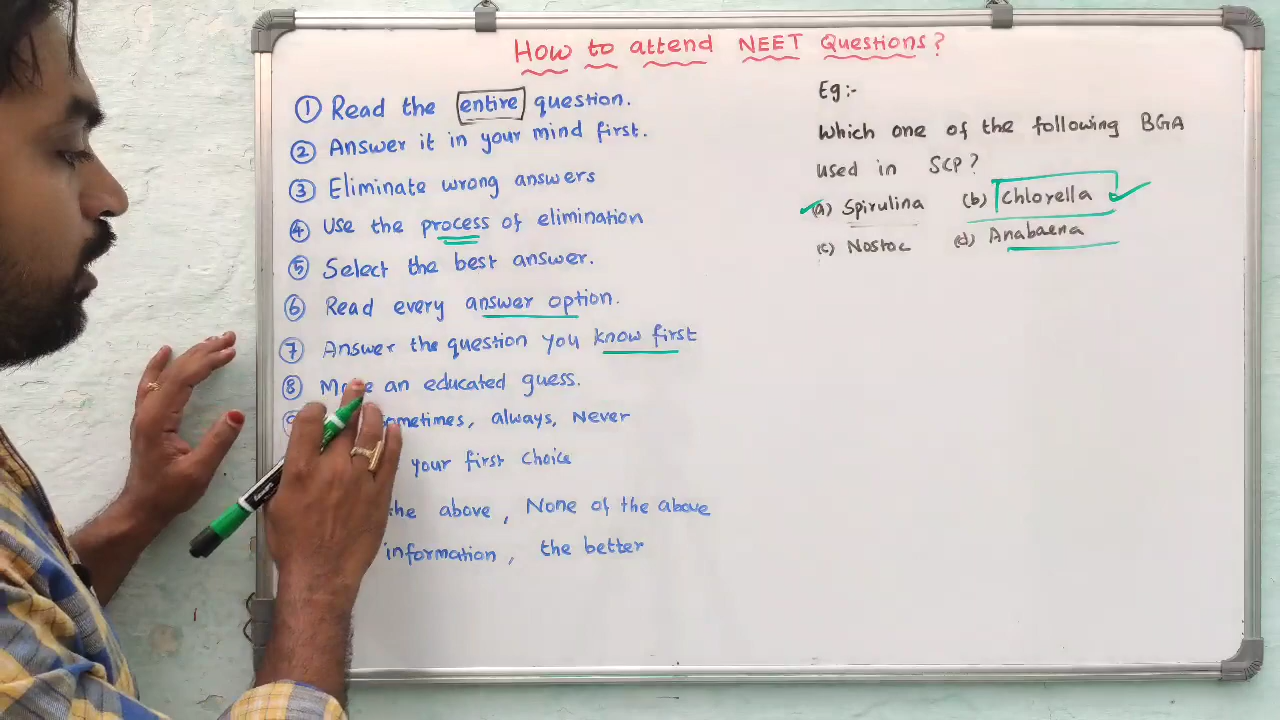 How to attend NEET Questions?
① Read the entire question.
② Answer it in your mind first.
③ Eliminate wrong answers
④ Use the process of elimination
⑤ Select the best answer.
⑥ Read every answer option.
⑦ Answer the question you know first
⑧ an educated guess.
sometimes, always, Never
your first choice
the above, None of the above
information, the better
Eg:-
Which one of the following BGA
used in SCP?
(a) Spirulina (b) Chlorella
(c) Nostoc (d) Anabaena